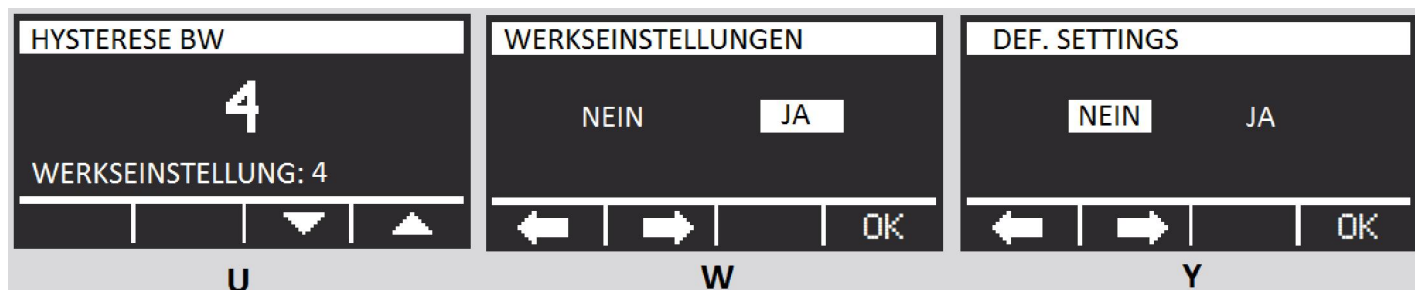 HYSTERESE BW
4
WERKSEINSTELLUNG: 4
U
WERKSEINSTELLUNGEN
NEIN JA
OK
W
DEF. SETTINGS
NEIN JA
OK
Y